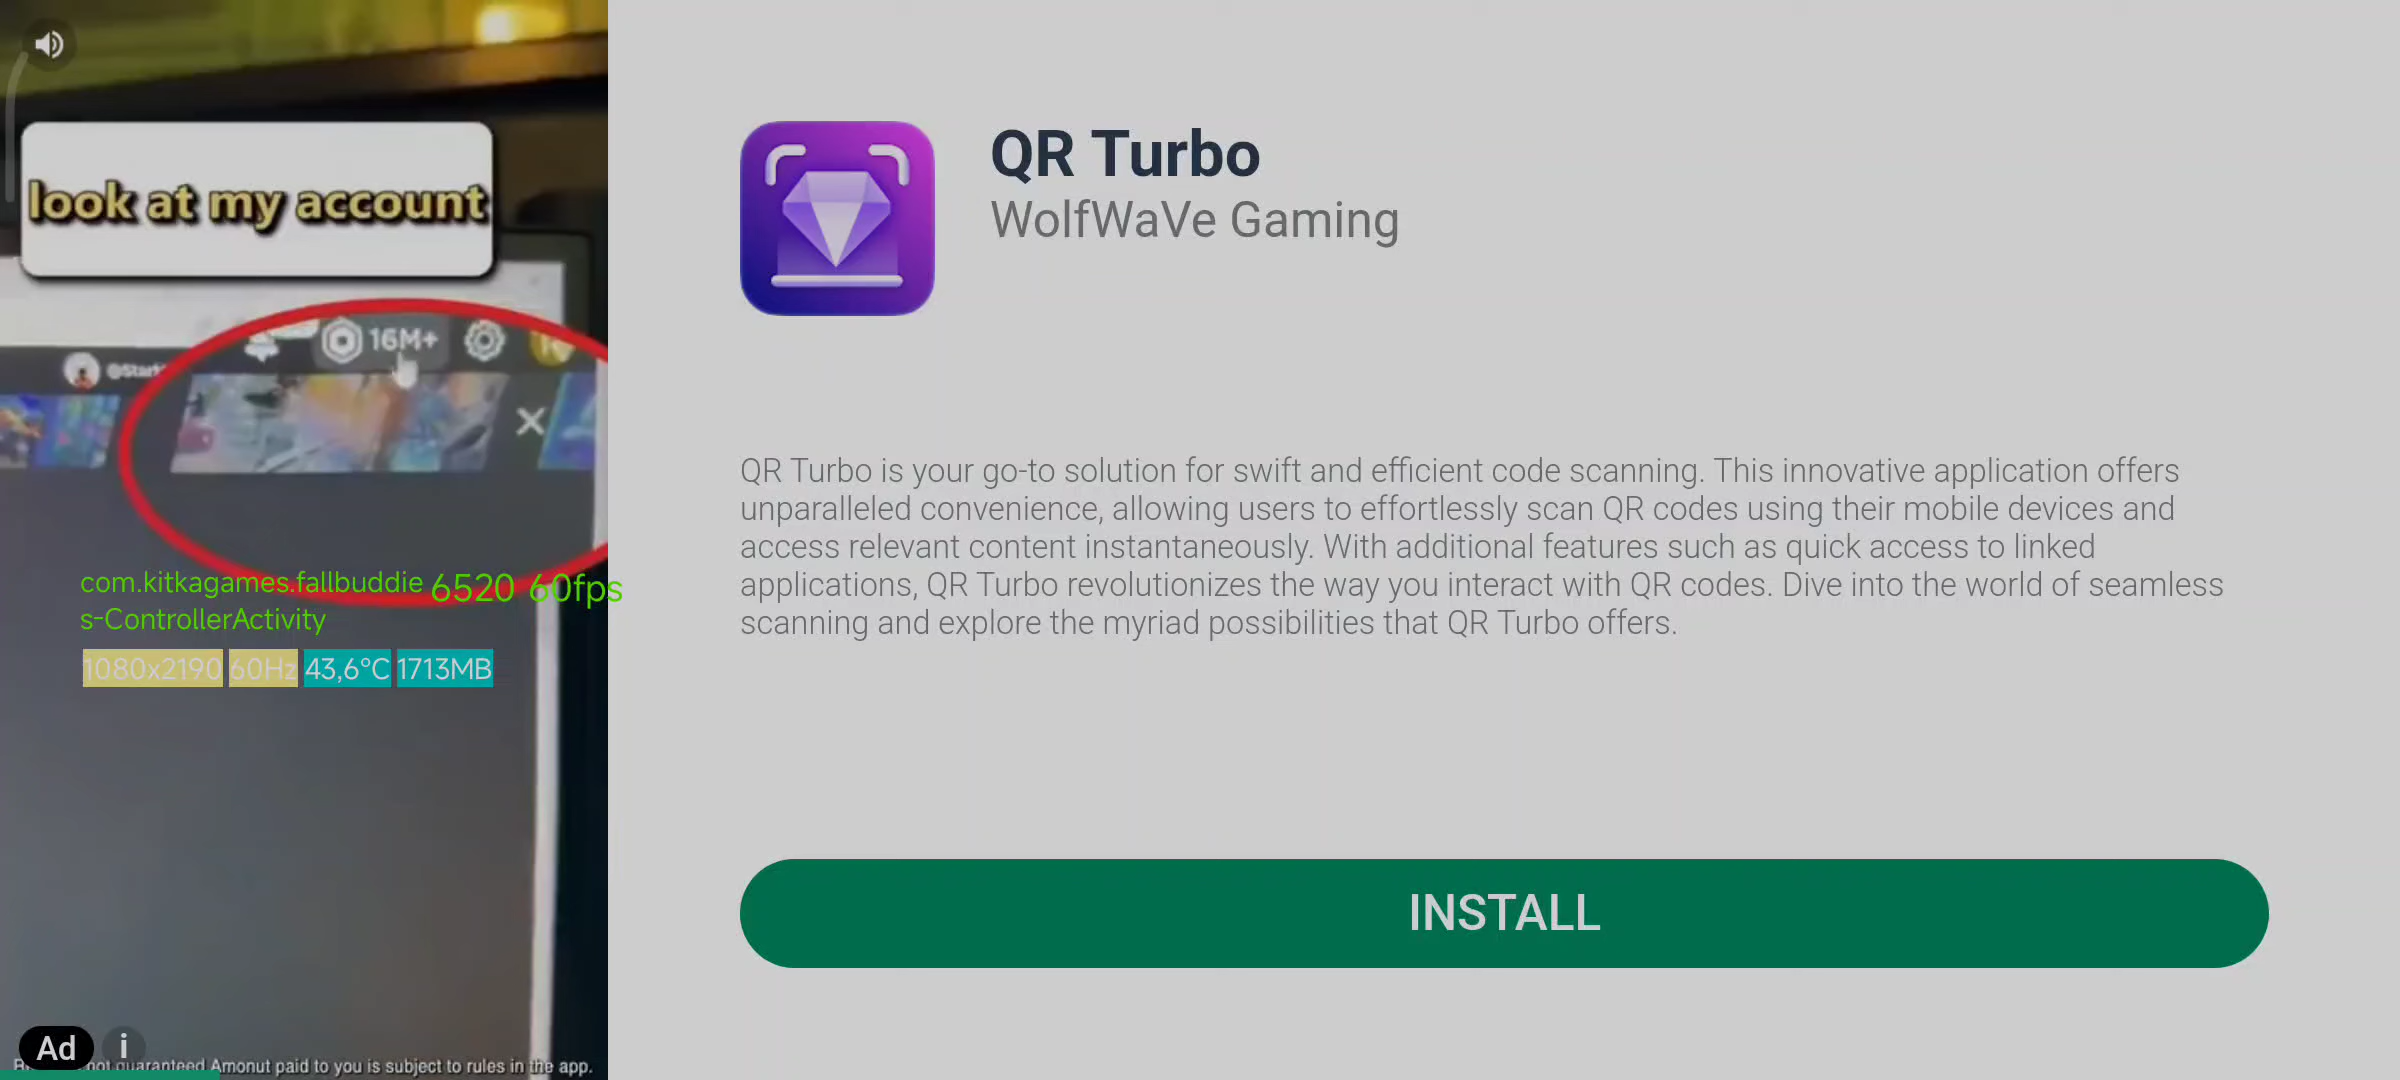 look at my account
16M+
@Star
com.kitkagames.fallbuddie 6520 60fps
s-ControllerActivity
1080x2190 60Hz 43,6°C 1713MB
Ad i
not guaranteed Amonut paid to you is subject to rules in the app.
QR Turbo
WolfWaVe Gaming
QR Turbo is your go-to solution for swift and efficient code scanning. This innovative application offers
unparalleled convenience, allowing users to effortlessly scan QR codes using their mobile devices and
access relevant content instantaneously. With additional features such as quick access to linked
applications, QR Turbo revolutionizes the way you interact with QR codes. Dive into the world of seamless
scanning and explore the myriad possibilities that QR Turbo offers.
INSTALL